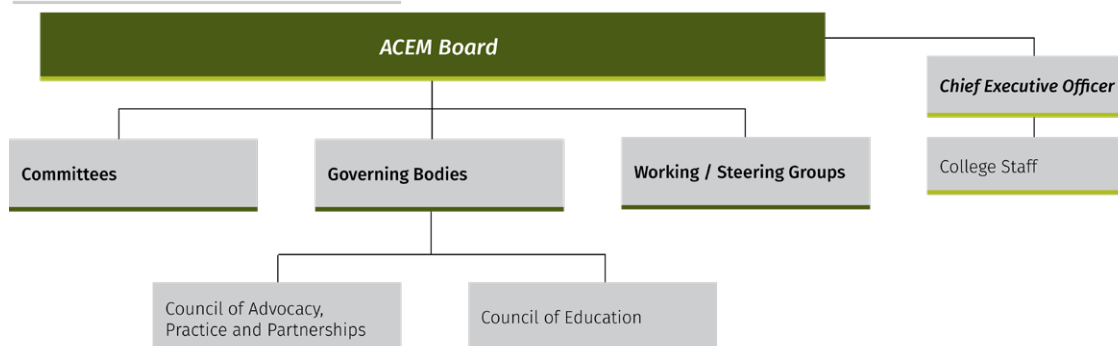 ACEM Board
Chief Executive Officer
Committees
Governing Bodies
Working / Steering Groups
College Staff
Council of Advocacy,
Practice and Partnerships
Council of Education